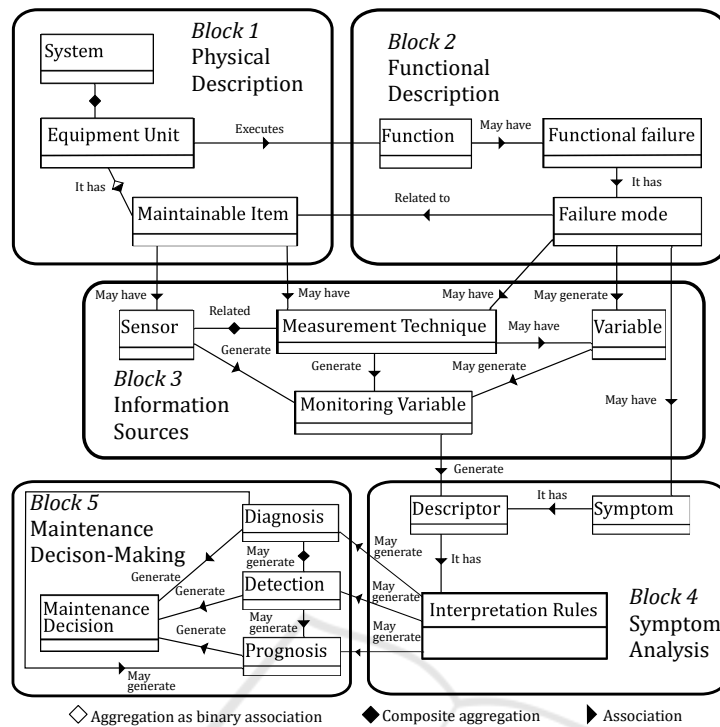 Block 1
Physical
Description
System
Equipment Unit
It has
Maintainable Item
Executes
Block 2
Functional
Description
Function
May have
Functional failure
It has
Related to
Failure mode
May have
May have
May have
May generate
Sensor
Related
Measurement Technique
May have
Variable
Generate
Generate
May generate
Block 3
Information
Sources
Monitoring Variable
May have
Generate
Block 5
Maintenance
Decison-Making
Diagnosis
May
generate
Generate
Detection
Generate
May
generate
Maintenance
Decision
Generate
Prognosis
May
generate
Descriptor
It has
Symptom
May
generate
It has
May
generate
May
generate
Interpretation Rules
Block 4
Symptom
Analysis
Aggregation as binary association
Composite aggregation
Association